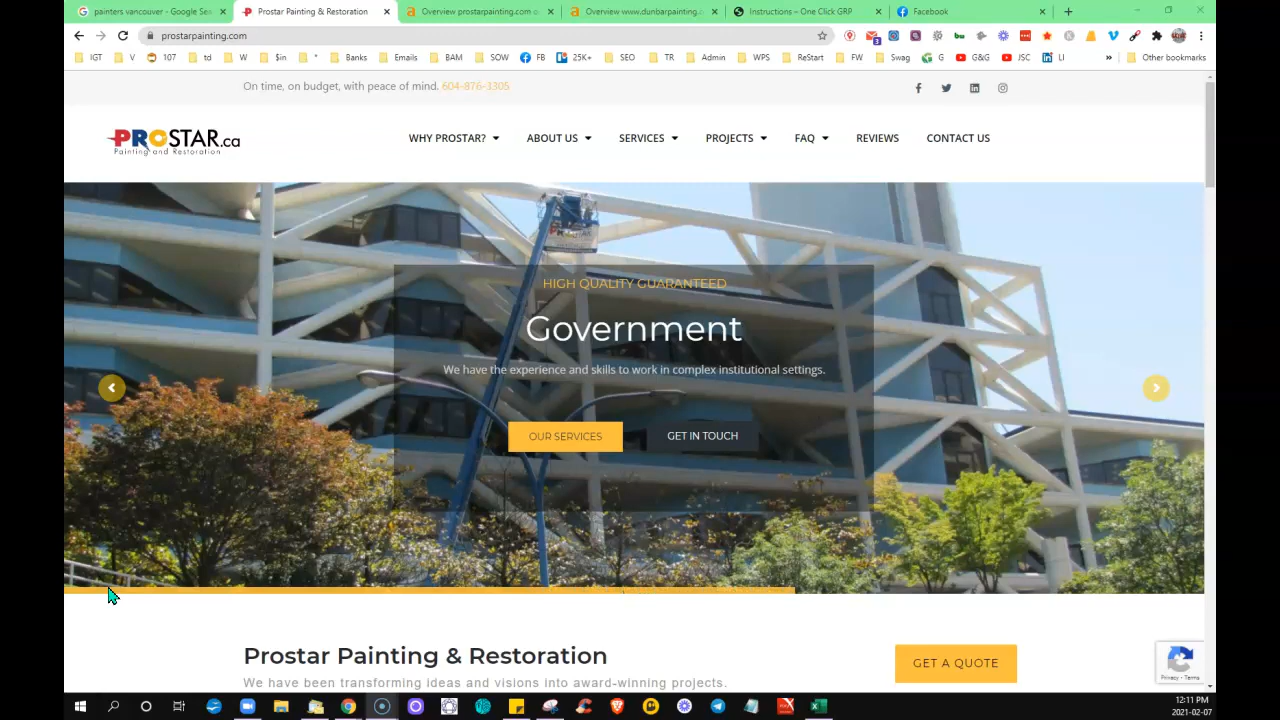 painters vancouver - Google Sea
Prostar Painting & Restoration
Overview prostarpainting.com o
Overview www.dunbarpainting.
Instructions – One Click GRP
Facebook
prostarpainting.com
IGT V 107 td W $in * Banks Emails BAM SOW FB 25K+ SEO TR Admin WPS ReStart FW Swag G G&G JSC LI » Other bookmarks
On time, on budget, with peace of mind. 604-876-3305
PROSTAR.ca
Painting and Restoration
WHY PROSTAR? ABOUT US SERVICES PROJECTS FAQ REVIEWS CONTACT US
HIGH QUALITY GUARANTEED
Government
We have the experience and skills to work in complex institutional settings.
OUR SERVICES GET IN TOUCH
Prostar Painting & Restoration
We have been transforming ideas and visions into award-winning projects.
GET A QUOTE
Privacy - Terms
12:11 PM
2021-02-07